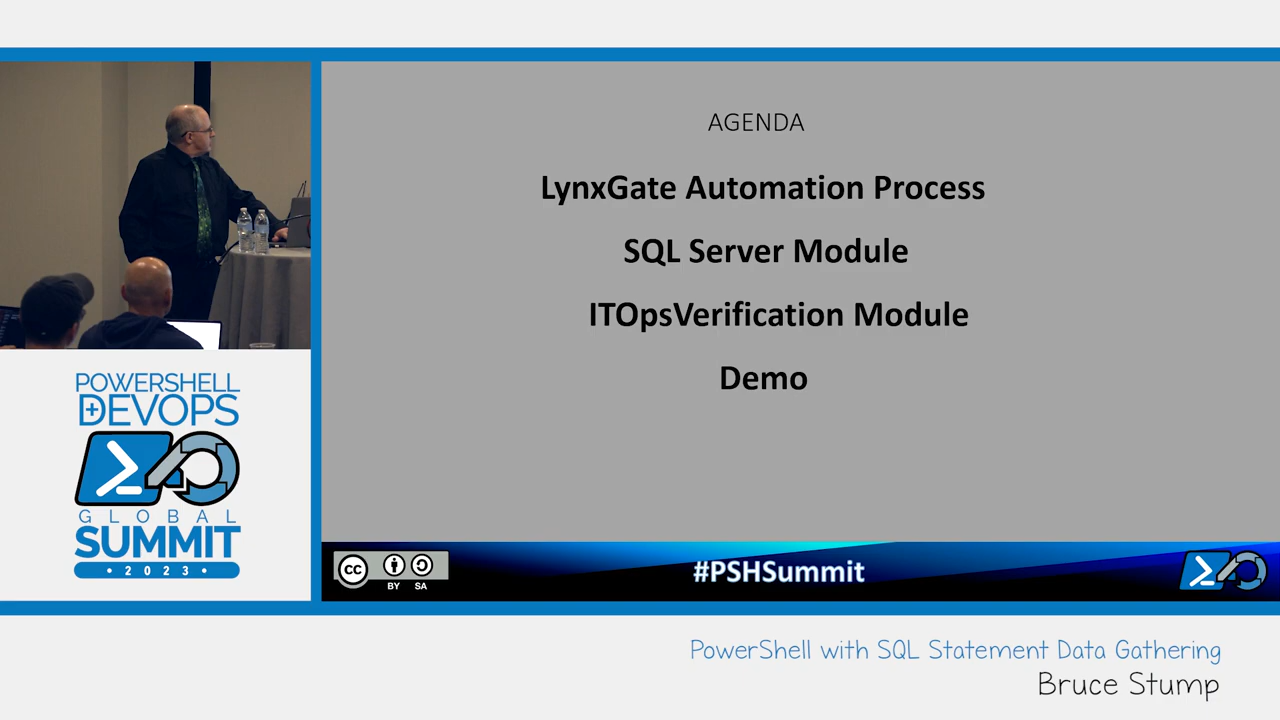 AGENDA
LynxGate Automation Process
SQL Server Module
ITOpsVerification Module
Demo
POWERSHELL
+DEVOPS
GLOBAL
SUMMIT
• 2023 •
cc
BY SA
#PSHSummit
PowerShell with SQL Statement Data Gathering
Bruce Stump